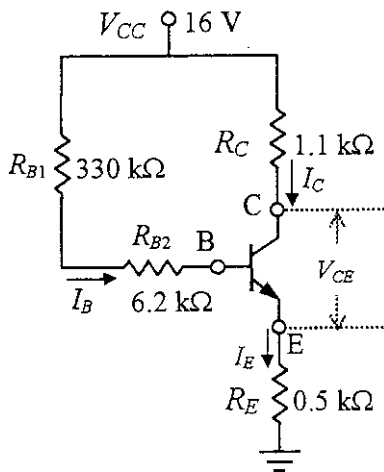 V_CC 16 V
R_C 1.1 kΩ
R_B1 330 kΩ
I_C
C
R_B2 B
V_CE
I_B 6.2 kΩ
E
I_E
R_E 0.5 kΩ